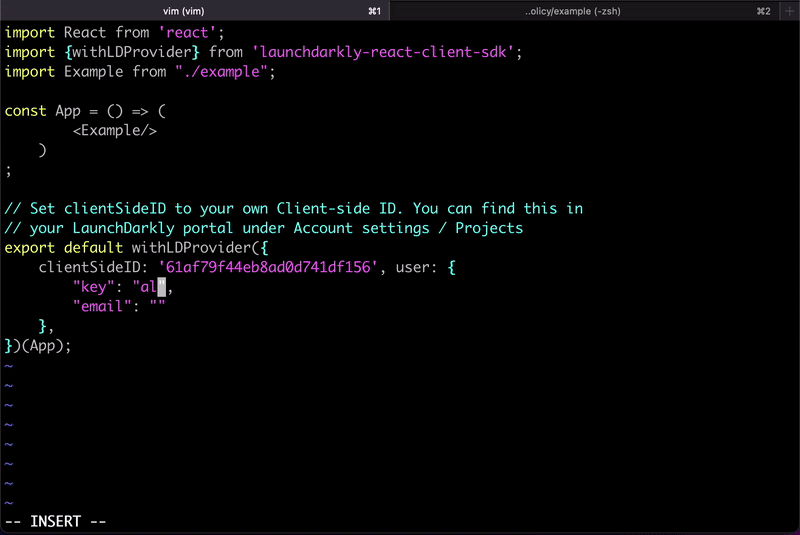 vim (vim) ⌘1 ..olicy/example (-zsh) ⌘2
import React from 'react';
import {withLDProvider} from 'launchdarkly-react-client-sdk';
import Example from "./example";
const App = () => (
<Example/>
)
;
// Set clientSideID to your own Client-side ID. You can find this in
// your LaunchDarkly portal under Account settings / Projects
export default withLDProvider({
clientSideID: '61af79f44eb8ad0d741df156', user: {
"key": "al",
"email": ""
},
})(App);
~
~
~
~
~
~
~
~
-- INSERT --